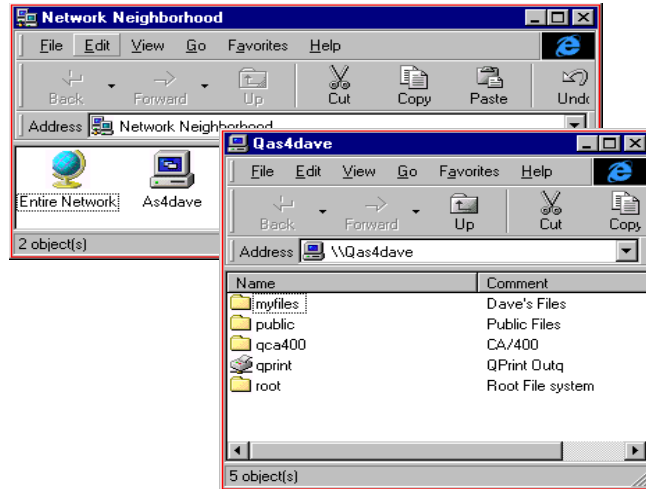 Network Neighborhood
File Edit View Go Favorites Help
Back Forward Up Cut Copy Paste
Address Network Neighborhood
Entire Network As4dave
2 object(s)
Qas4dave
File Edit View Go Favorites Help
Back Forward Up Cut Copy
Address \\Qas4dave
Name Comment
myfiles Dave's Files
public Public Files
qca400 CA/400
qprint QPrint Outq
root Root File system
5 object(s)